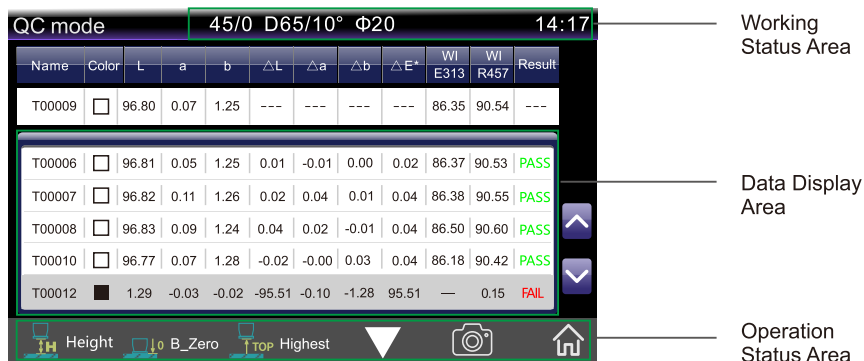 QC mode 45/0 D65/10° Φ20 14:17
Working
Status Area
Name Color L a b △L △a △b △E* WI E313 WI R457 Result
T00009 96.80 0.07 1.25 --- --- --- --- 86.35 90.54 ---
T00006 96.81 0.05 1.25 0.01 -0.01 0.00 0.02 86.37 90.53 PASS
T00007 96.82 0.11 1.26 0.02 0.04 0.01 0.04 86.38 90.55 PASS
Data Display
Area
T00008 96.83 0.09 1.24 0.04 0.02 -0.01 0.04 86.50 90.60 PASS
T00010 96.77 0.07 1.28 -0.02 -0.00 0.03 0.04 86.18 90.42 PASS
T00012 1.29 -0.03 -0.02 -95.51 -0.10 -1.28 95.51 — 0.15 FAIL
H Height 0 B_Zero TOP Highest
Operation
Status Area